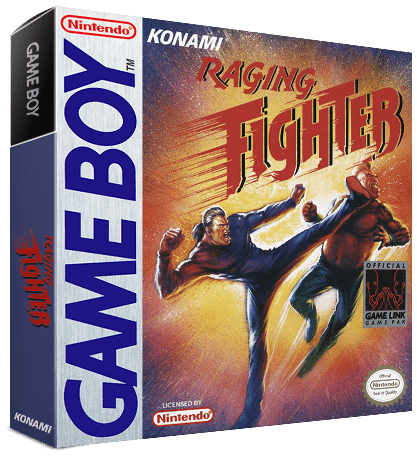 GAME BOY
RAGING
FIGHTER
KONAMI
Nintendo®
GAME BOY™
KONAMI®
RAGING
FIGHTER
OFFICIAL
GAME LINK
GAME PAK
LICENSED BY
Nintendo®
Official
Nintendo
Seal of Quality